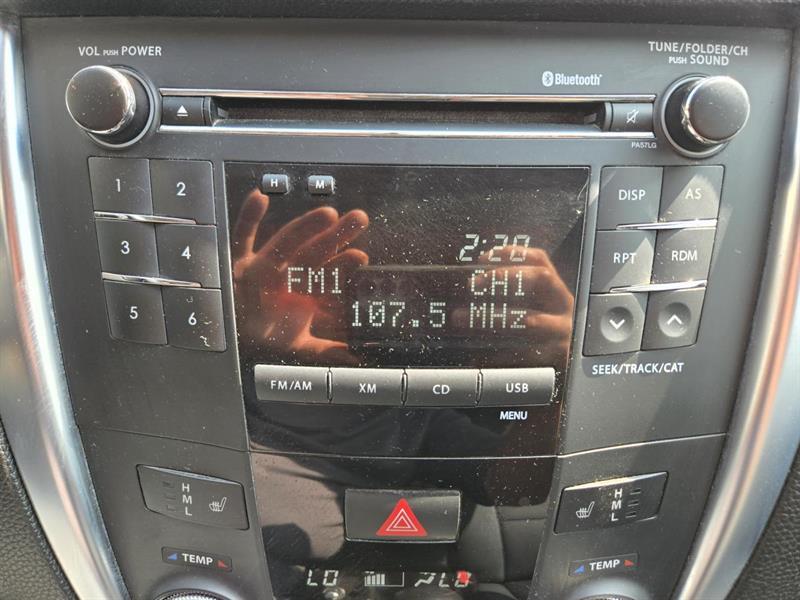 VOL PUSH POWER
TUNE/FOLDER/CH
PUSH SOUND
Bluetooth
PA57LG
1 2
H M
DISP AS
3 4
2:20
RPT RDM
FM1 CH1
5 6
107.5 MHz
SEEK/TRACK/CAT
FM/AM XM CD USB
MENU
H
M
L
H
M
L
TEMP
TEMP
LO LO